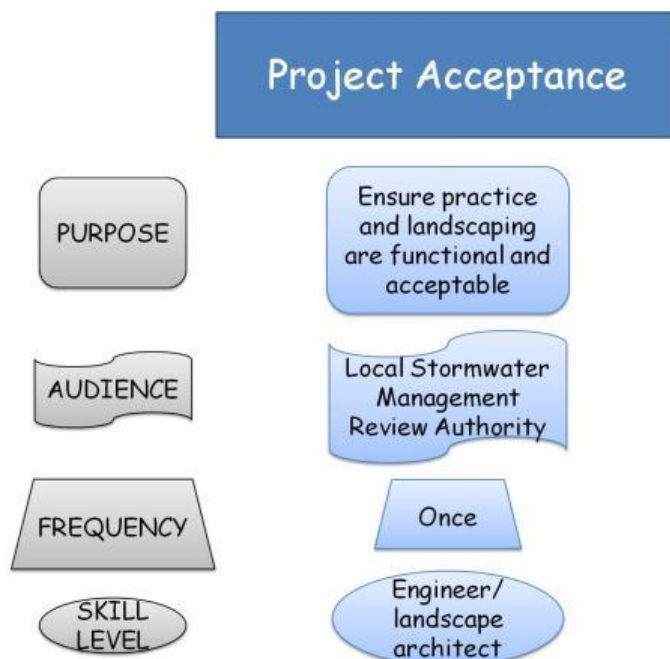 Project Acceptance
PURPOSE
Ensure practice
and landscaping
are functional and
acceptable
AUDIENCE
Local Stormwater
Management
Review Authority
FREQUENCY
Once
SKILL
LEVEL
Engineer/
landscape
architect